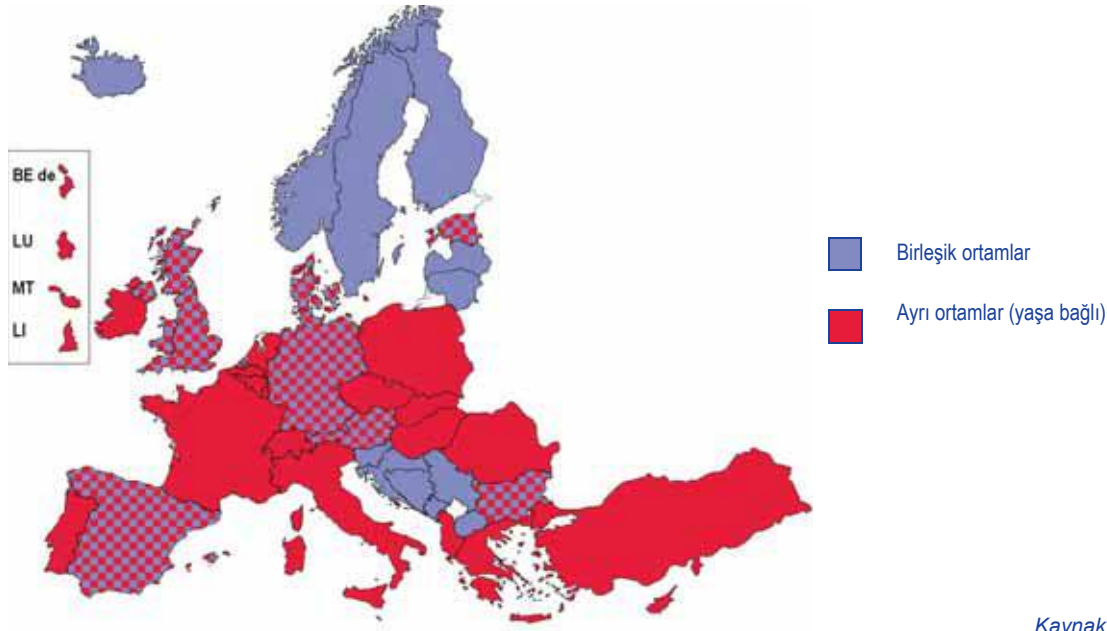 BE de
LU
MT
LI
Birleşik ortamlar
Ayrı ortamlar (yaşa bağlı)
Kaynak